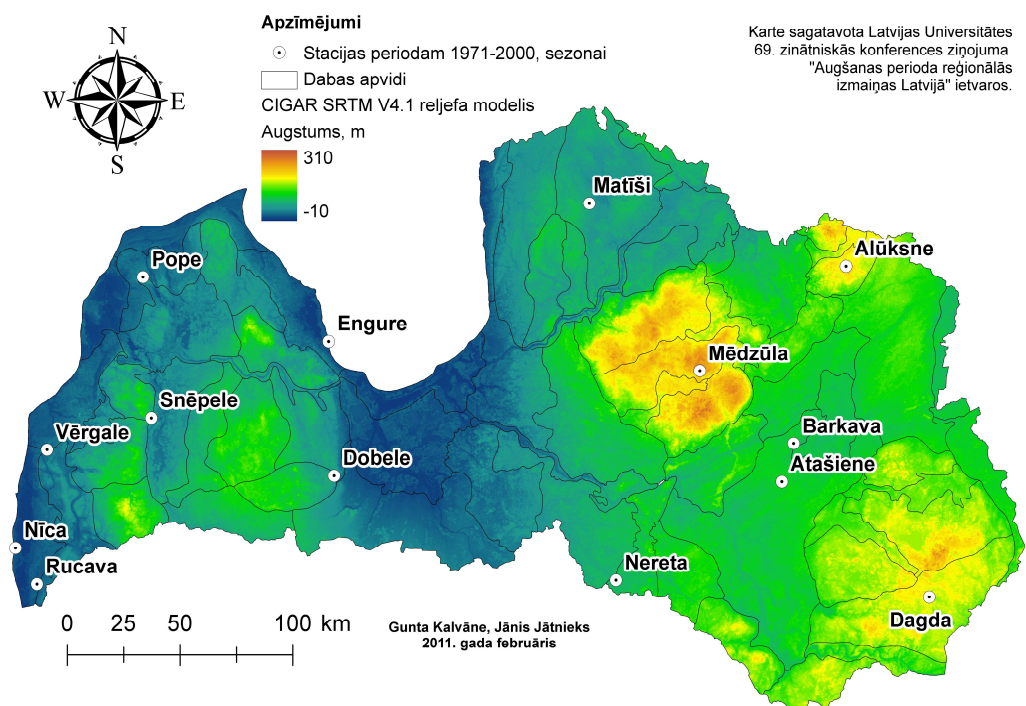 N
W
E
S
Apzīmējumi
Stacijas periodam 1971-2000, sezonai
Dabas apvidi
CIGAR SRTM V4.1 reljefa modelis
Augstums, m
310
-10
Karte sagatavota Latvijas Universitātes
69. zinātniskās konferences ziņojuma
"Augšanas perioda reģionālās
izmaiņas Latvijā" ietvaros.
Matīši
Alūksne
Pope
Engure
Mēdzūla
Snēpele
Vērgale
Barkava
Dobele
Atašiene
Nīca
Rucava
Nereta
Dagda
0 25 50 100 km
Gunta Kalvāne, Jānis Jātnieks
2011. gada februāris